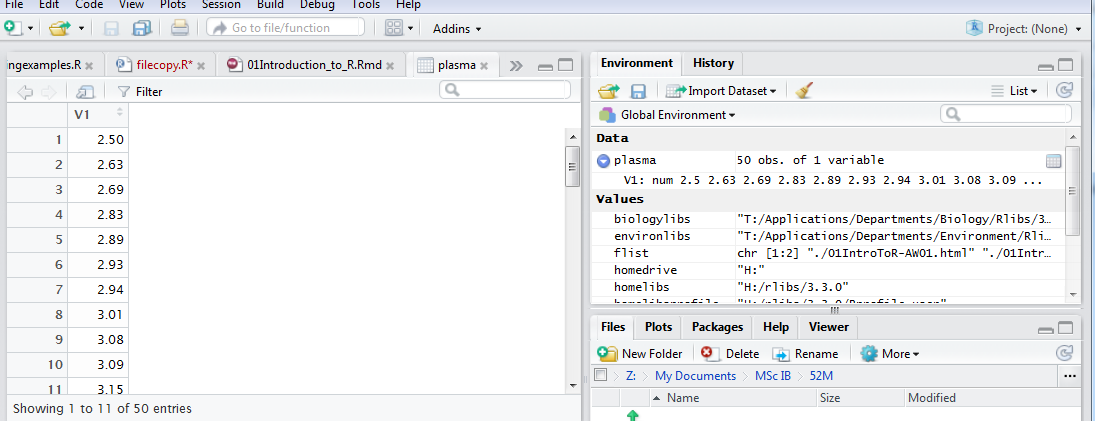 File Edit Code View Plots Session Build Debug Tools Help
Go to file/function Addins Project: (None)
ingexamples.R filecopy.R* 01Introduction_to_R.Rmd plasma
Filter
V1
1 2.50
2 2.63
3 2.69
4 2.83
5 2.89
6 2.93
7 2.94
8 3.01
9 3.08
10 3.09
11 3.15
Showing 1 to 11 of 50 entries
Environment History
Import Dataset List
Global Environment
Data
plasma 50 obs. of 1 variable
V1: num 2.5 2.63 2.69 2.83 2.89 2.93 2.94 3.01 3.08 3.09 ...
Values
biologylibs "T:/Applications/Departments/Biology/Rlibs/3…
environlibs "T:/Applications/Departments/Environment/Rli…
flist chr [1:2] "./01IntroToR-AW01.html" "./01Intr…
homedrive "H:"
homelibs "H:/rlibs/3.3.0"
Files Plots Packages Help Viewer
New Folder Delete Rename More
Z: My Documents MSc IB 52M
Name Size Modified